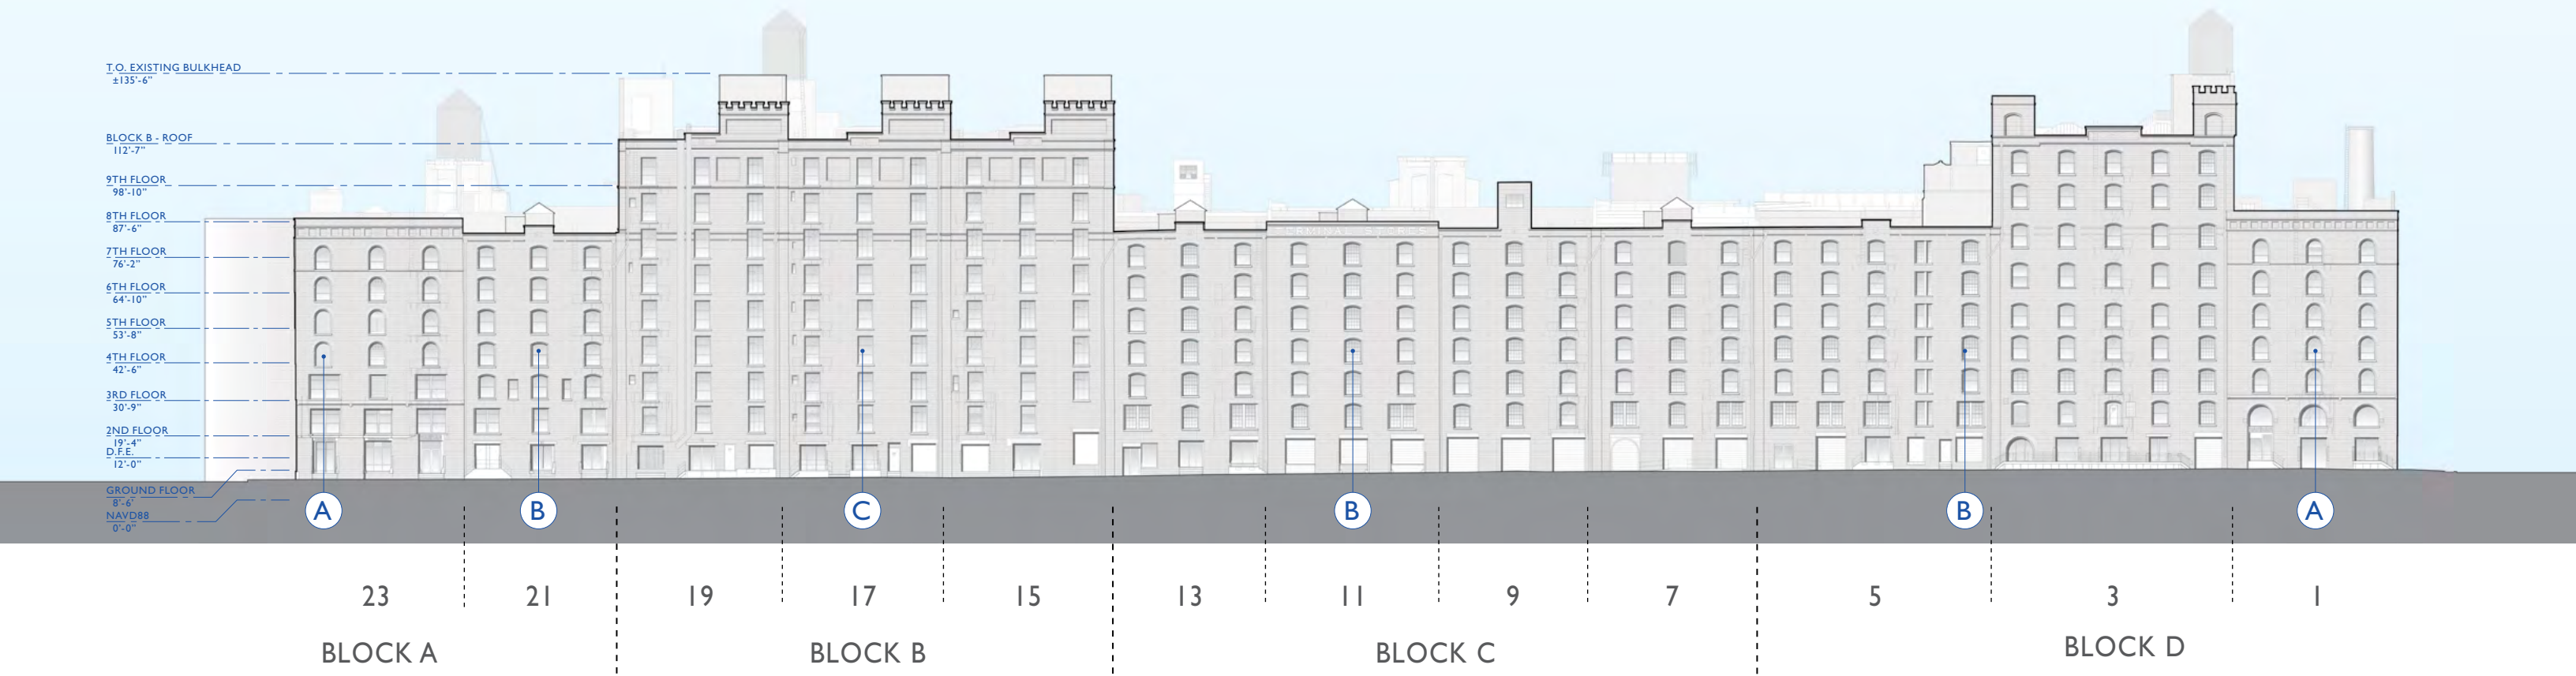 T.O. EXISTING BULKHEAD
±135'-6"
BLOCK B - ROOF
112'-7"
9TH FLOOR
98'-10"
8TH FLOOR
87'-6"
7TH FLOOR
76'-2"
6TH FLOOR
64'-10"
5TH FLOOR
53'-8"
4TH FLOOR
42'-6"
3RD FLOOR
30'-9"
2ND FLOOR
19'-4"
D.F.E.
12'-0"
GROUND FLOOR
8'-6"
NAVD88
0'-0"
A B C B B A
23 21 19 17 15 13 11 9 7 5 3 1
BLOCK A BLOCK B BLOCK C BLOCK D